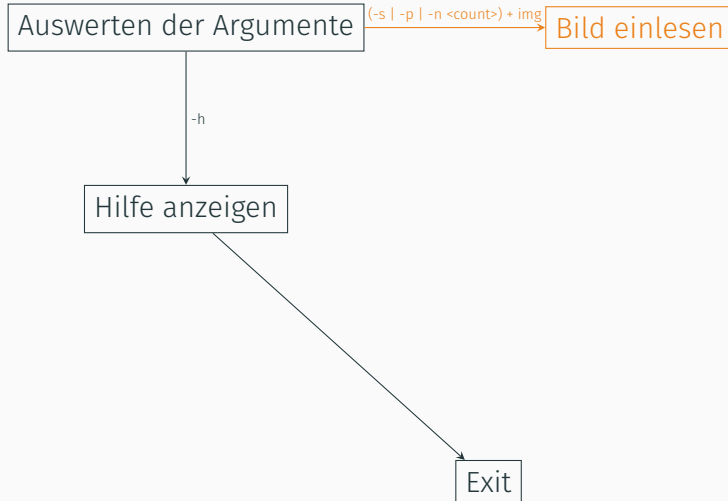 Auswerten der Argumente
(-s | -p | -n <count>) + img
Bild einlesen
-h
Hilfe anzeigen
Exit